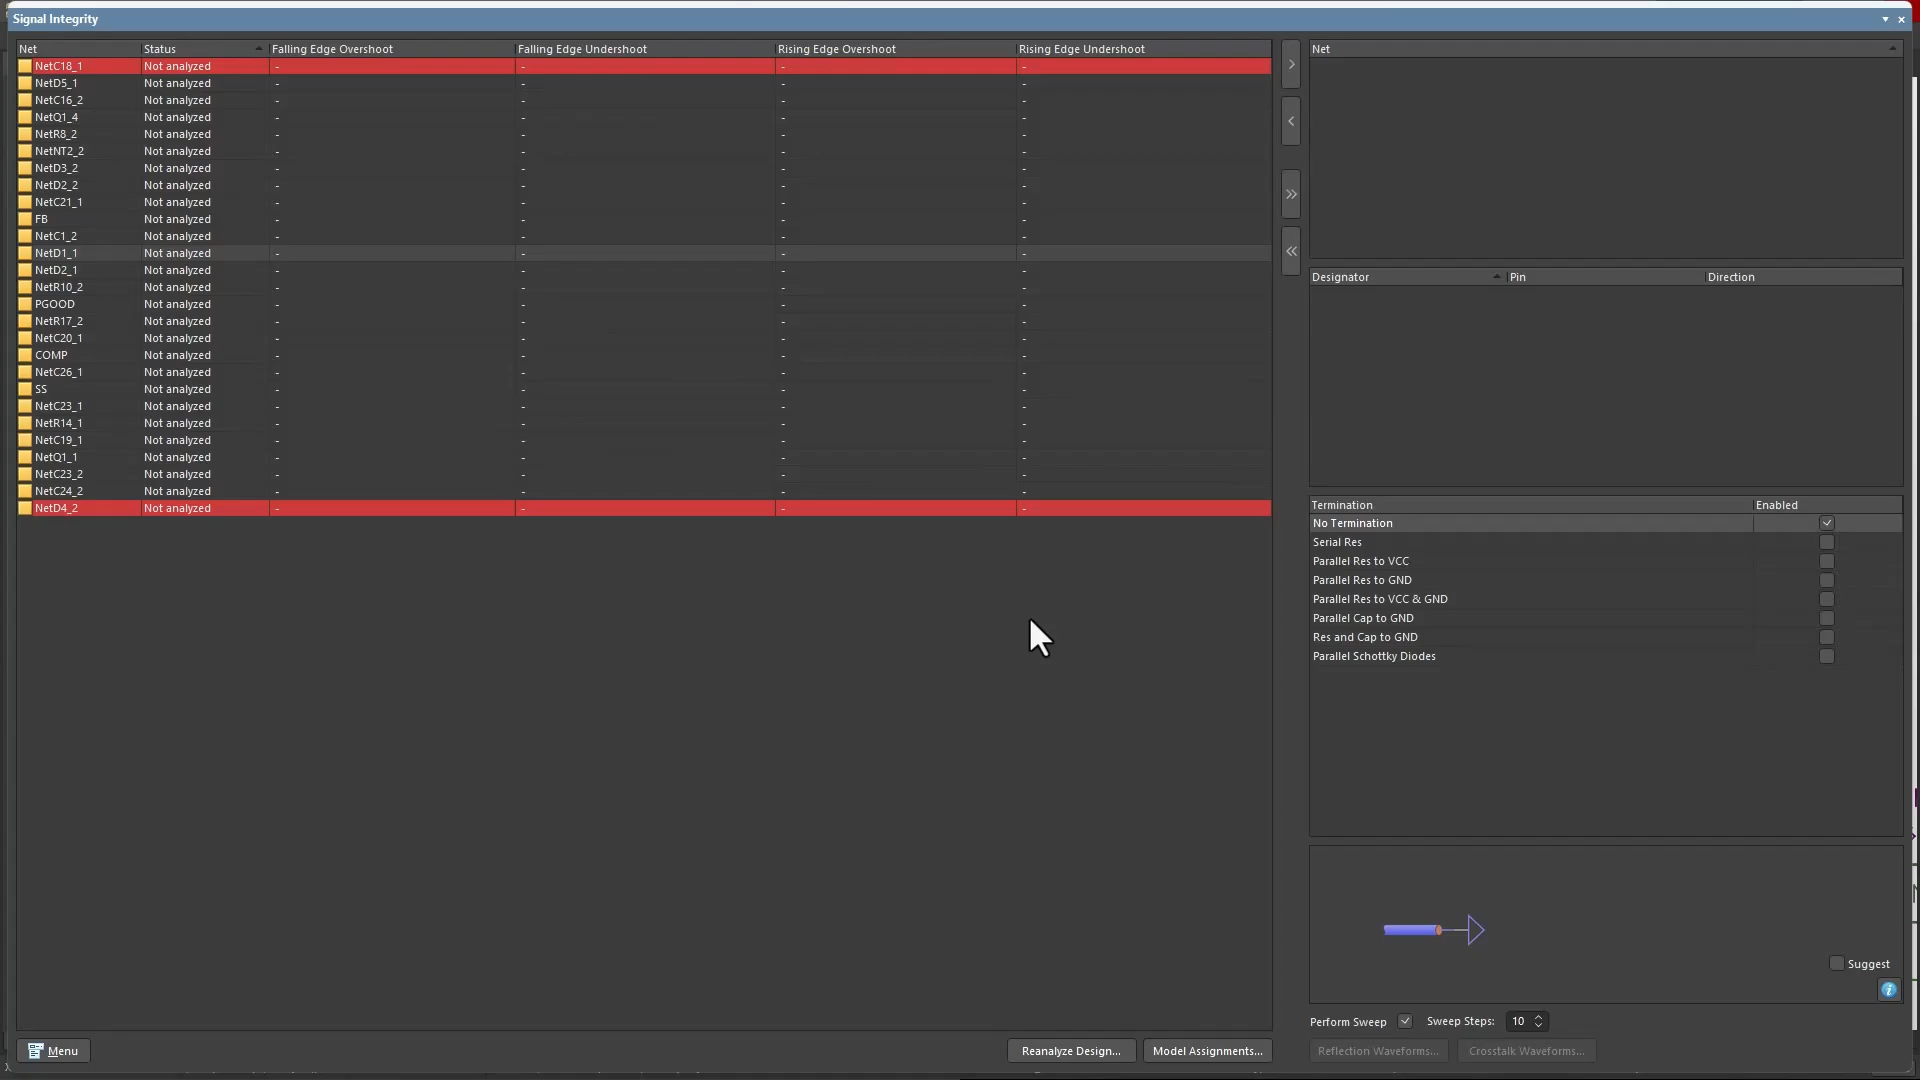 Signal Integrity
Net Status Falling Edge Overshoot Falling Edge Undershoot Rising Edge Overshoot Rising Edge Undershoot
NetC18_1 Not analyzed - - - -
NetD5_1 Not analyzed - - - -
NetC16_2 Not analyzed - - - -
NetQ1_4 Not analyzed - - - -
NetR8_2 Not analyzed - - - -
NetNT2_2 Not analyzed - - - -
NetD3_2 Not analyzed - - - -
NetD2_2 Not analyzed - - - -
NetC21_1 Not analyzed - - - -
FB Not analyzed - - - -
NetC1_2 Not analyzed - - - -
NetD1_1 Not analyzed - - - -
NetD2_1 Not analyzed - - - -
NetR10_2 Not analyzed - - - -
PGOOD Not analyzed - - - -
NetR17_2 Not analyzed - - - -
NetC20_1 Not analyzed - - - -
COMP Not analyzed - - - -
NetC26_1 Not analyzed - - - -
SS Not analyzed - - - -
NetC23_1 Not analyzed - - - -
NetR14_1 Not analyzed - - - -
NetC19_1 Not analyzed - - - -
NetQ1_1 Not analyzed - - - -
NetC23_2 Not analyzed - - - -
NetC24_2 Not analyzed - - - -
NetD4_2 Not analyzed - - - -
Menu
Reanalyze Design... Model Assignments...
Net
Designator Pin Direction
Termination Enabled
No Termination
Serial Res
Parallel Res to VCC
Parallel Res to GND
Parallel Res to VCC & GND
Parallel Cap to GND
Res and Cap to GND
Parallel Schottky Diodes
Suggest
Perform Sweep Sweep Steps: 10
Reflection Waveforms... Crosstalk Waveforms...